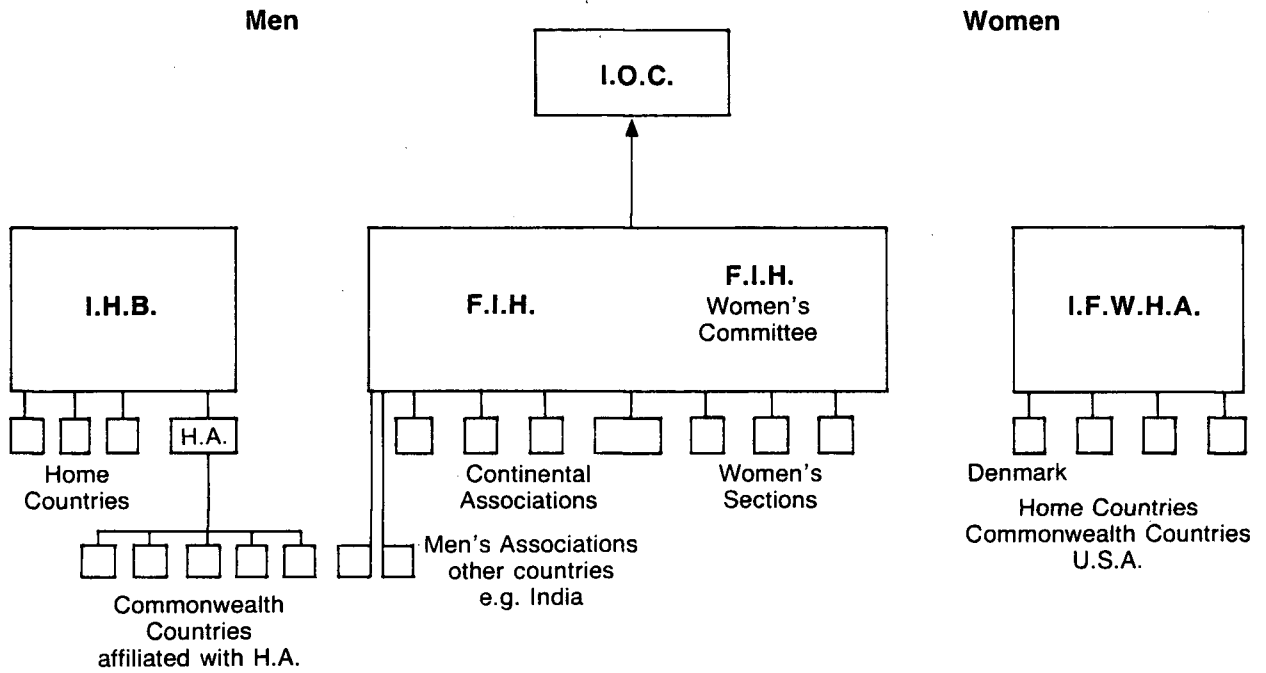 Men
Women
I.O.C.
I.H.B.
F.I.H.
F.I.H.
Women's
Committee
I.F.W.H.A.
H.A.
Home
Countries
Continental
Associations
Women's
Sections
Denmark
Home Countries
Commonwealth Countries
U.S.A.
Men's Associations
other countries
e.g. India
Commonwealth
Countries
affiliated with H.A.